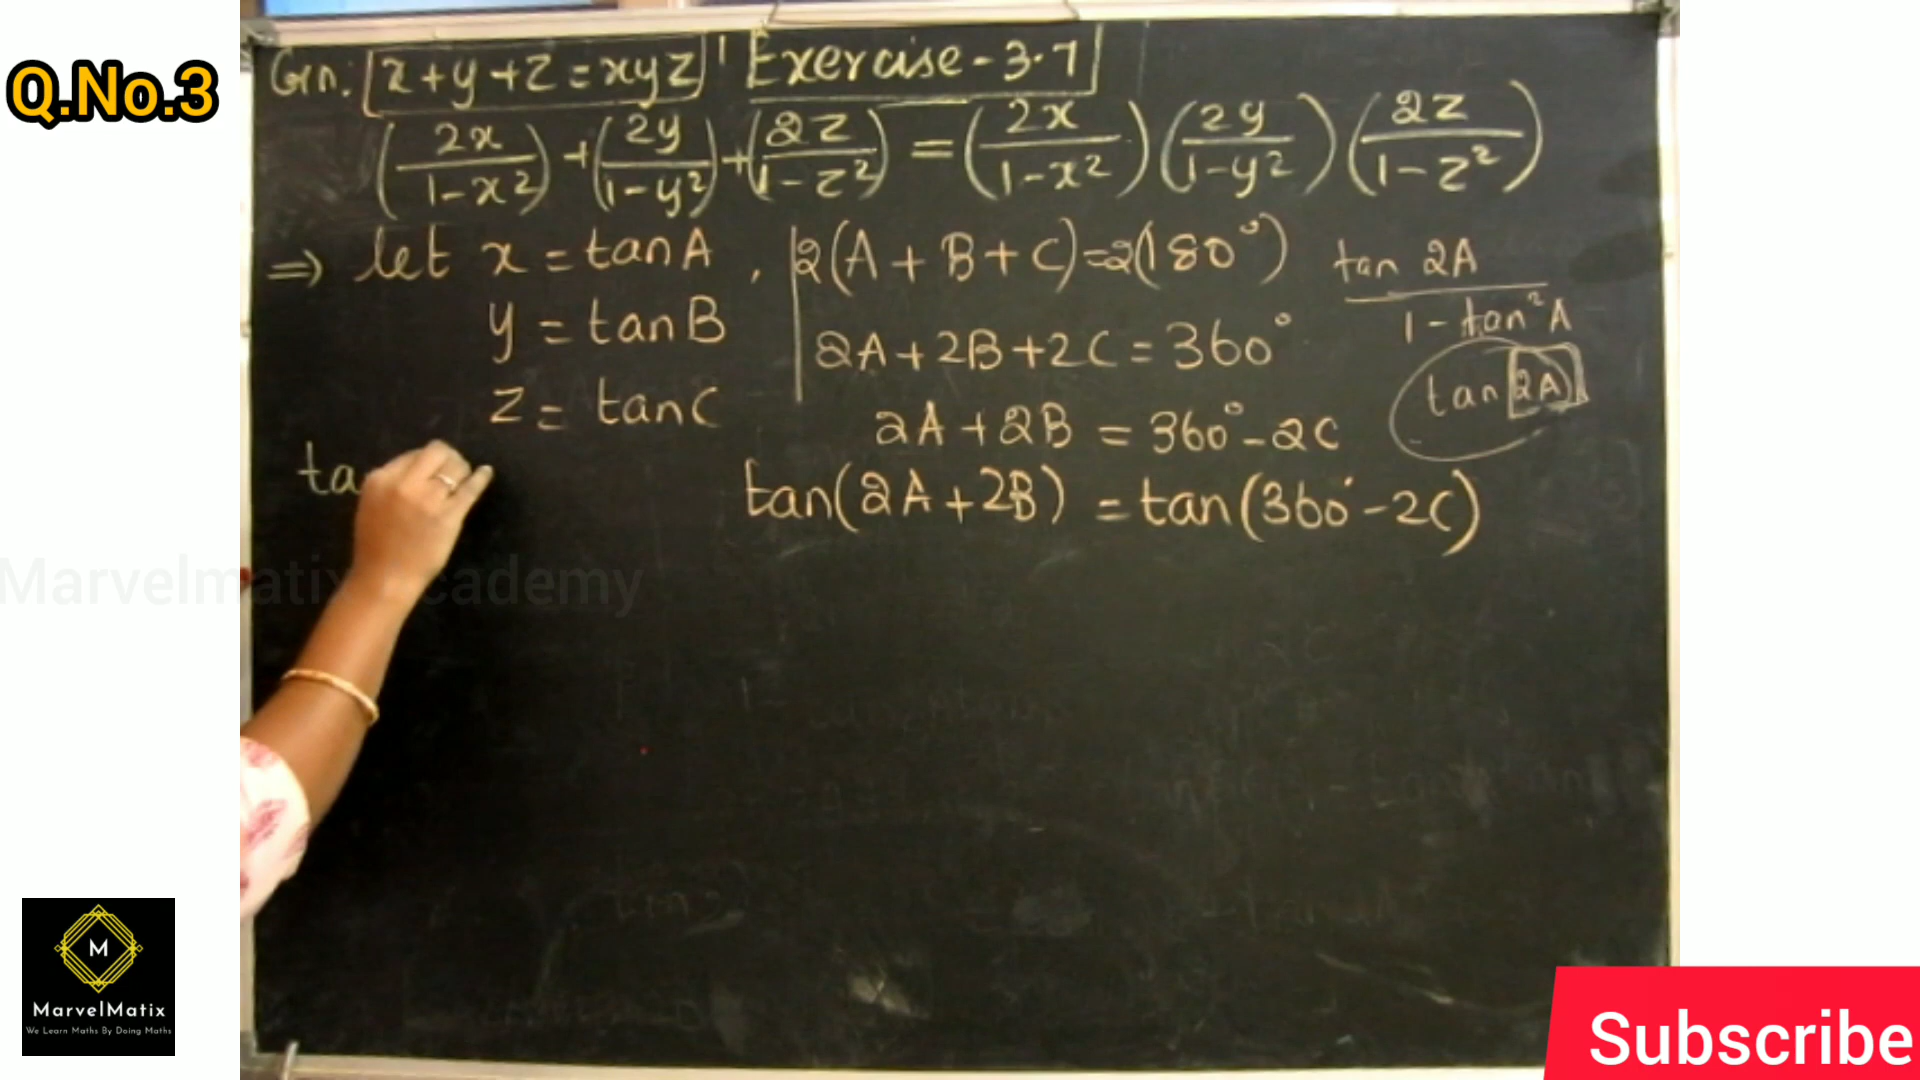 Q.No.3
Gn: x+y+z=xyz Exercise-3.7
(2x/1-x²)+(2y/1-y²)+(2z/1-z²)=(2x/1-x²)(2y/1-y²)(2z/1-z²)
⇒ let x=tanA, 2(A+B+C)=2(180°)
y=tanB
z=tanC
2A+2B+2C=360°
2A+2B=360°-2C
tan(2A+2B)=tan(360°-2C)
tan 2A
1-tan²A
tan 2A
ta
Marvelmatix Academy
M
MarvelMatix
We Learn Maths By Doing Maths
Subscribe